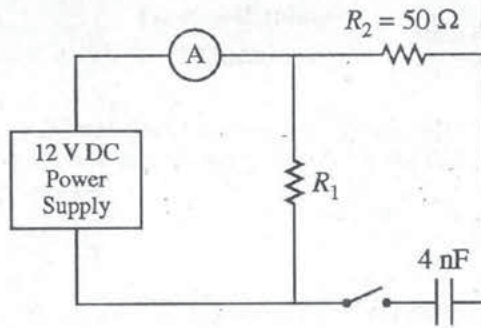 R₂ = 50 Ω
A
12 V DC
Power
Supply
R₁
4 nF